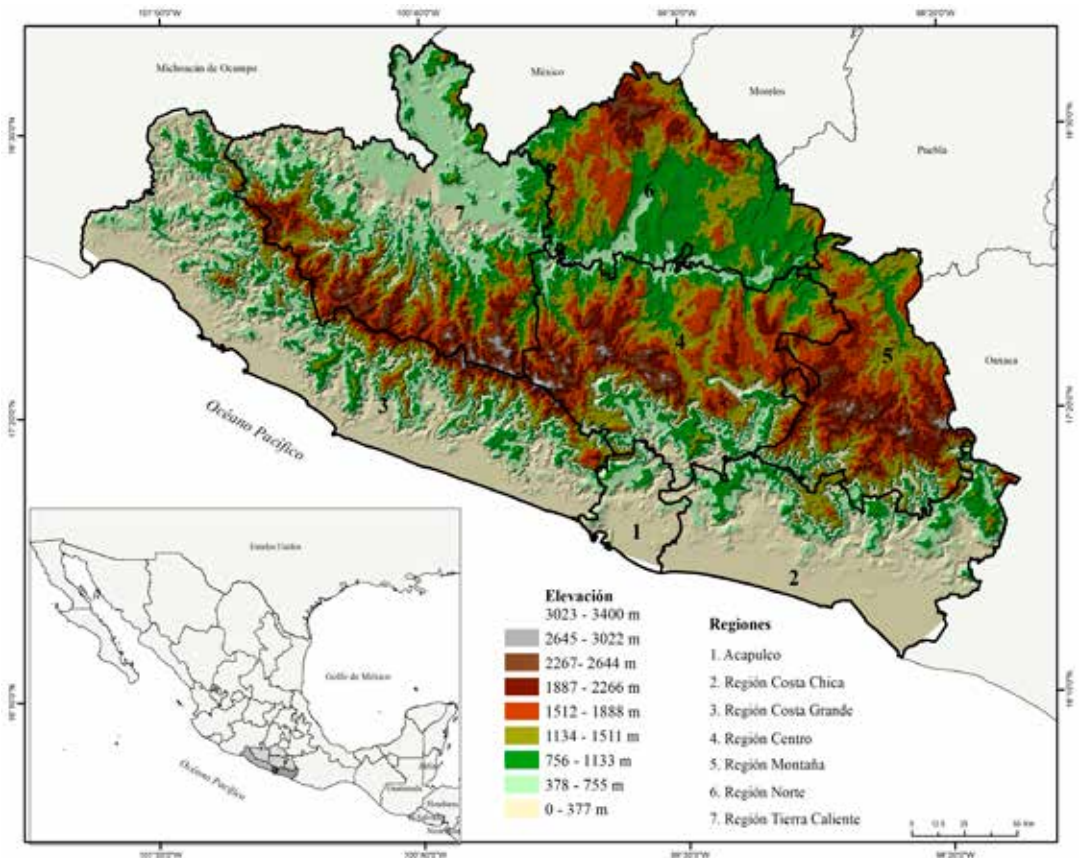 Michoacán de Ocampo
México
Morelos
Puebla
Oaxaca
Océano Pacífico
1
2
3
4
5
6
7
Estados Unidos
Golfo de México
Océano Pacífico
Guatemala
Elevación
3023 - 3400 m
2645 - 3022 m
2267- 2644 m
1887 - 2266 m
1512 - 1888 m
1134 - 1511 m
756 - 1133 m
378 - 755 m
0 - 377 m
Regiones
1. Acapulco
2. Región Costa Chica
3. Región Costa Grande
4. Región Centro
5. Región Montaña
6. Región Norte
7. Región Tierra Caliente